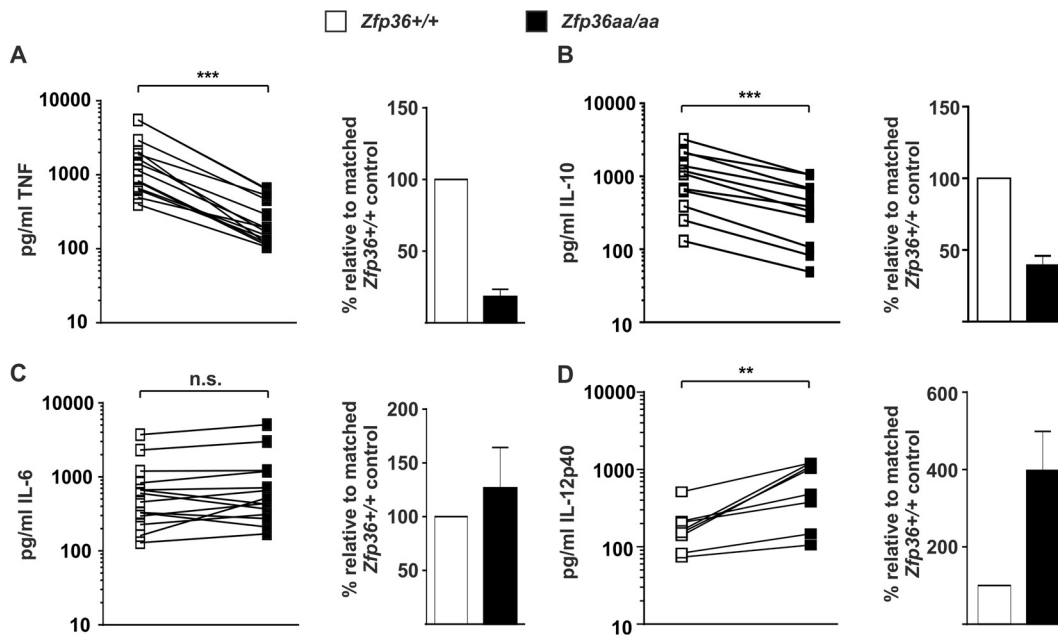 Zfp36+/+ Zfp36aa/aa
A
***
10000
1000
100
10
pg/ml TNF
150
100
50
% relative to matched
Zfp36+/+ control
B
***
10000
1000
100
10
pg/ml IL-10
150
100
50
% relative to matched
Zfp36+/+ control
C
n.s.
10000
1000
100
10
pg/ml IL-6
200
150
100
50
% relative to matched
Zfp36+/+ control
D
**
10000
1000
100
10
pg/ml IL-12p40
600
400
200
% relative to matched
Zfp36+/+ control